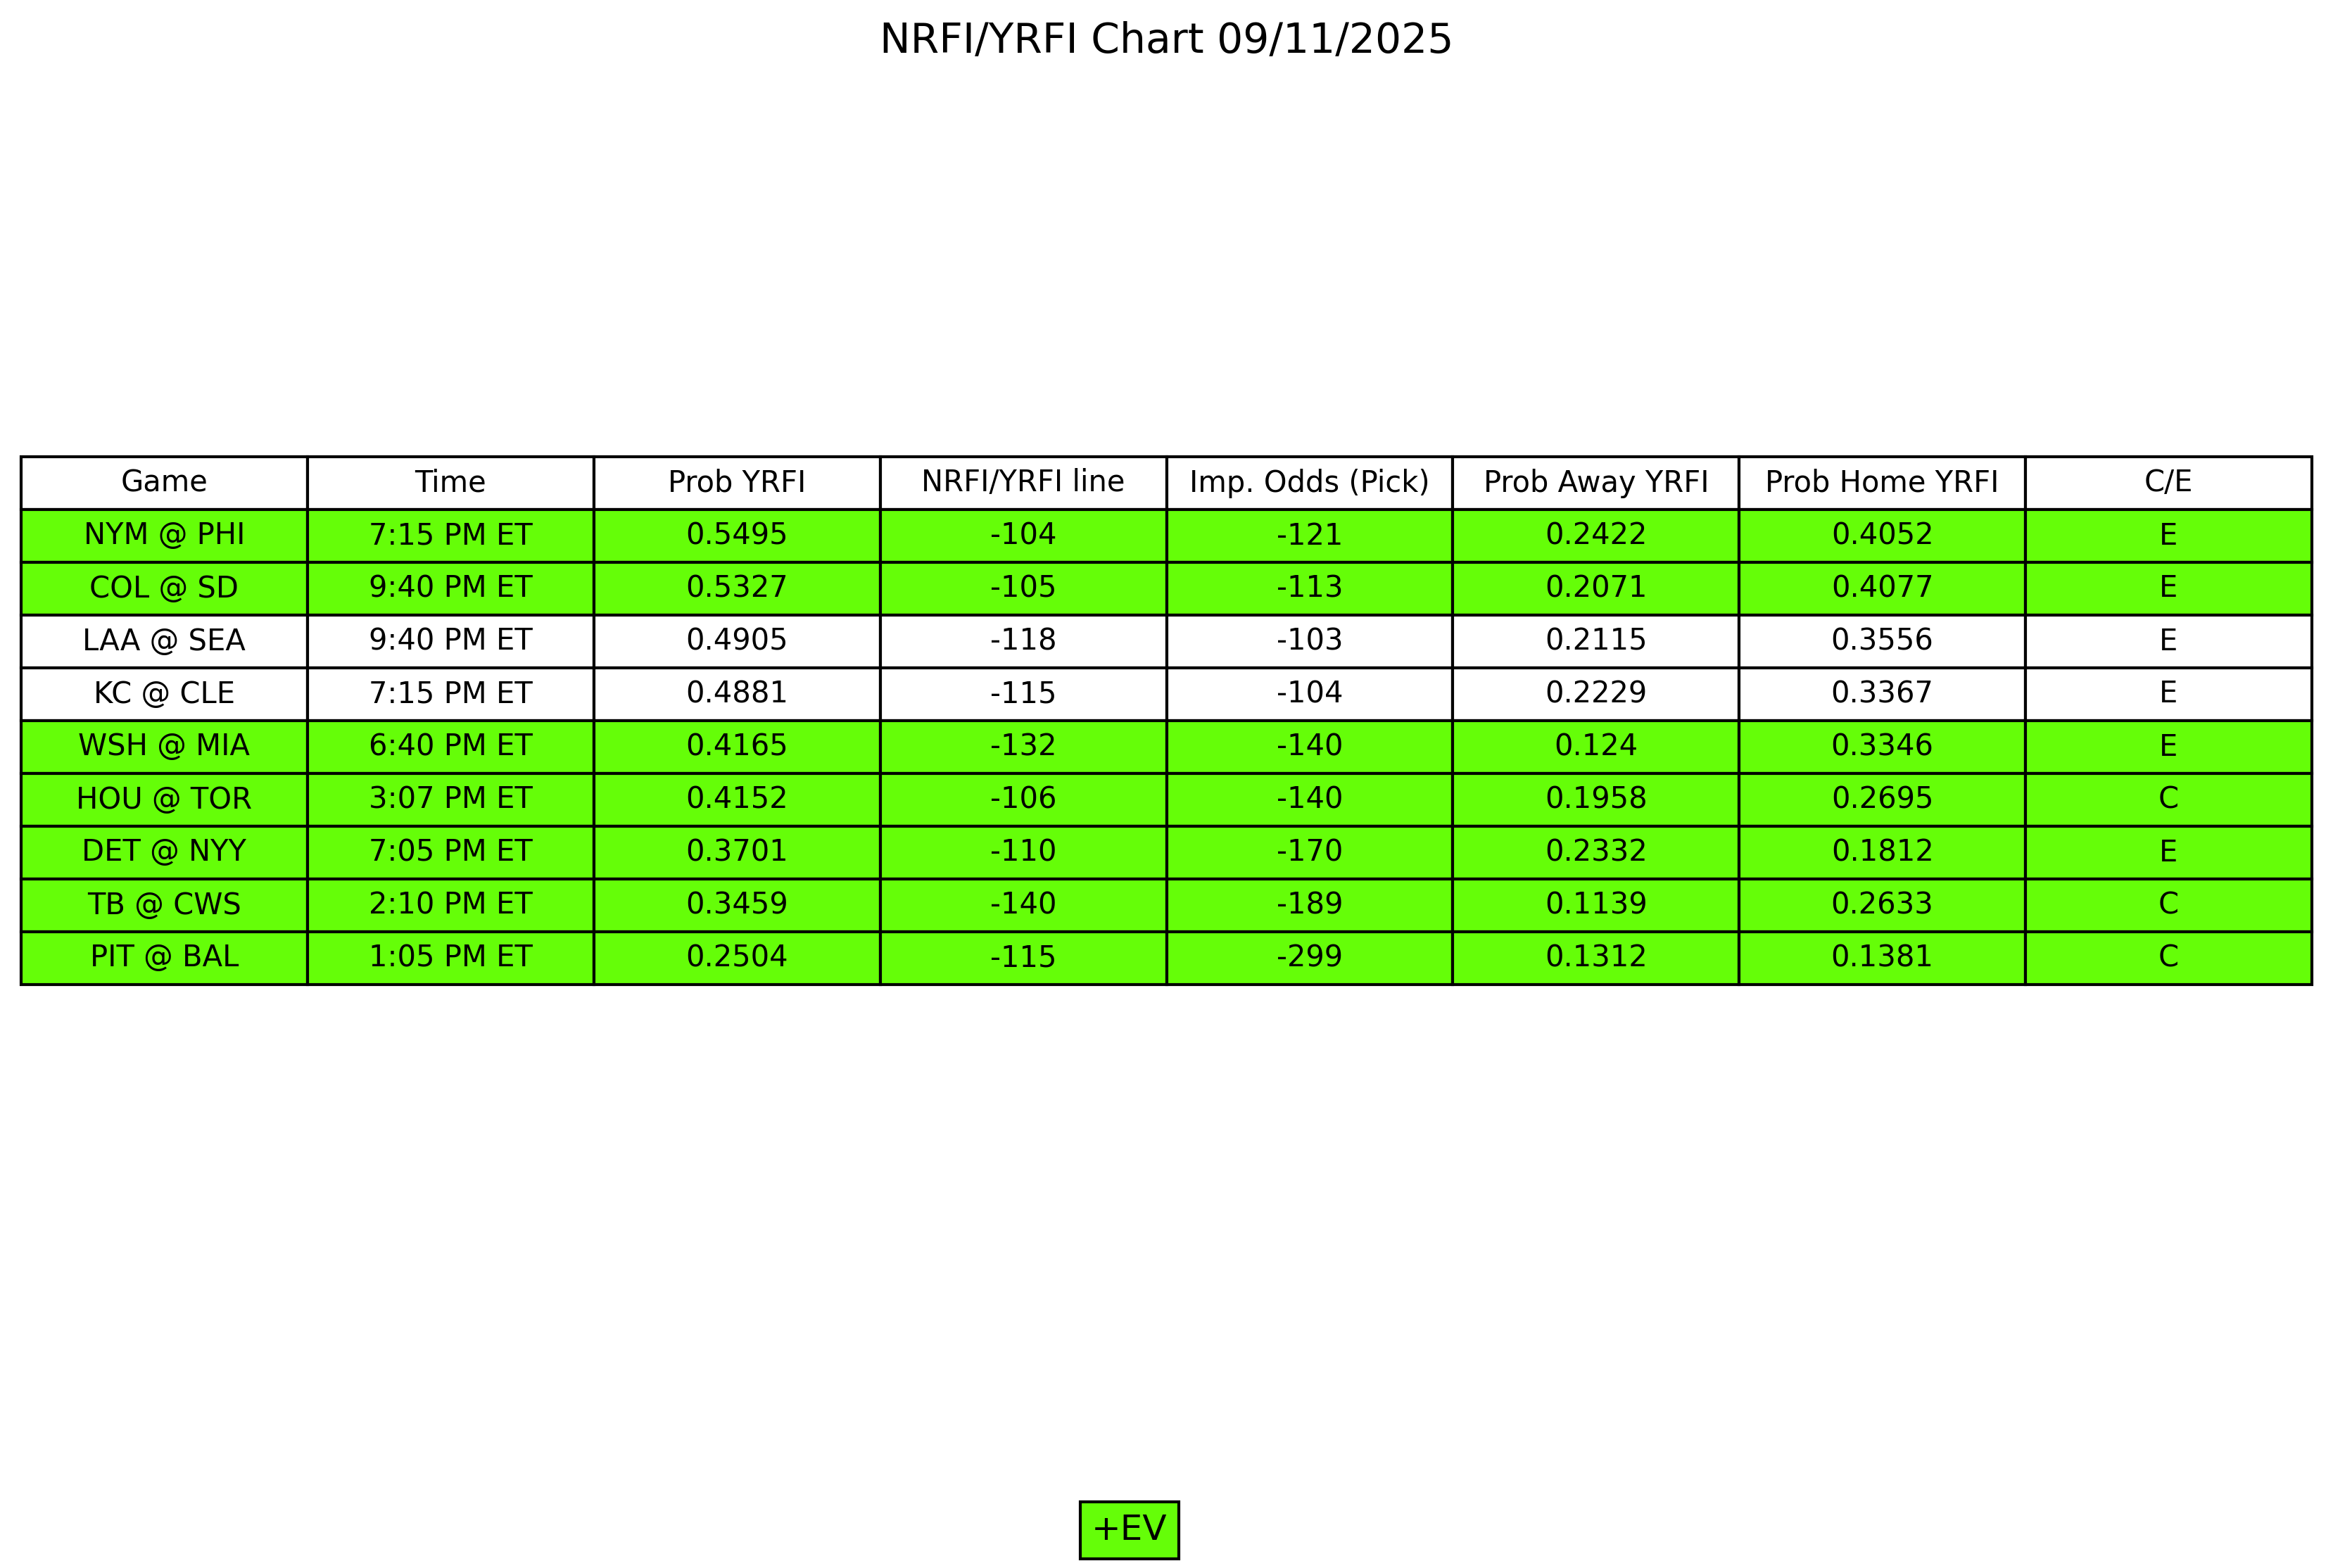 NRFI/YRFI Chart 09/11/2025
Game Time Prob YRFI NRFI/YRFI line Imp. Odds (Pick) Prob Away YRFI Prob Home YRFI C/E
NYM @ PHI 7:15 PM ET 0.5495 -104 -121 0.2422 0.4052 E
COL @ SD 9:40 PM ET 0.5327 -105 -113 0.2071 0.4077 E
LAA @ SEA 9:40 PM ET 0.4905 -118 -103 0.2115 0.3556 E
KC @ CLE 7:15 PM ET 0.4881 -115 -104 0.2229 0.3367 E
WSH @ MIA 6:40 PM ET 0.4165 -132 -140 0.124 0.3346 E
HOU @ TOR 3:07 PM ET 0.4152 -106 -140 0.1958 0.2695 C
DET @ NYY 7:05 PM ET 0.3701 -110 -170 0.2332 0.1812 E
TB @ CWS 2:10 PM ET 0.3459 -140 -189 0.1139 0.2633 C
PIT @ BAL 1:05 PM ET 0.2504 -115 -299 0.1312 0.1381 C
+EV